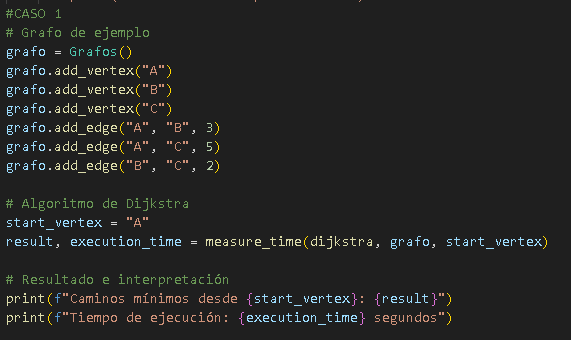 #CASO 1
# Grafo de ejemplo
grafo = Grafos()
grafo.add_vertex("A")
grafo.add_vertex("B")
grafo.add_vertex("C")
grafo.add_edge("A", "B", 3)
grafo.add_edge("A", "C", 5)
grafo.add_edge("B", "C", 2)
# Algoritmo de Dijkstra
start_vertex = "A"
result, execution_time = measure_time(dijkstra, grafo, start_vertex)
# Resultado e interpretación
print(f"Caminos mínimos desde {start_vertex}: {result}")
print(f"Tiempo de ejecución: {execution_time} segundos")